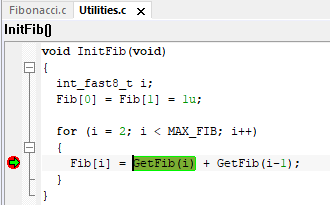 Fibonacci.c Utilities.c
InitFib()
void InitFib(void)
{
int_fast8_t i;
Fib[0] = Fib[1] = 1u;
for (i = 2; i < MAX_FIB; i++)
{
Fib[i] = GetFib(i) + GetFib(i-1);
}
}